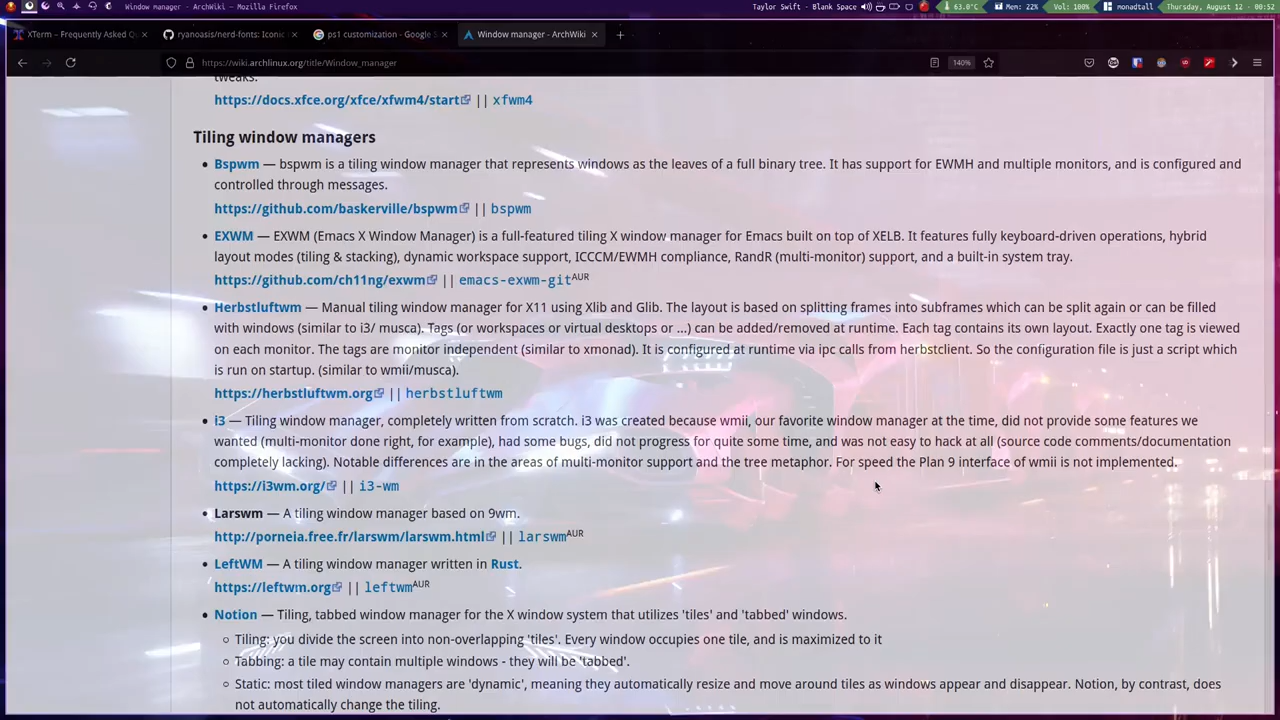 Window manager - ArchWiki — Mozilla Firefox
Taylor Swift - Blank Space
63.0°C
Mem: 22%
Vol: 100%
monadtall
Thursday, August 12 - 00:52
XTerm – Frequently Asked Qu
ryanoasis/nerd-fonts: Iconic
ps1 customization - Google S
Window manager - ArchWiki
https://wiki.archlinux.org/title/Window_manager
140%
tweaks.
https://docs.xfce.org/xfce/xfwm4/start || xfwm4
Tiling window managers
Bspwm — bspwm is a tiling window manager that represents windows as the leaves of a full binary tree. It has support for EWMH and multiple monitors, and is configured and
controlled through messages.
https://github.com/baskerville/bspwm || bspwm
EXWM — EXWM (Emacs X Window Manager) is a full-featured tiling X window manager for Emacs built on top of XELB. It features fully keyboard-driven operations, hybrid
layout modes (tiling & stacking), dynamic workspace support, ICCCM/EWMH compliance, RandR (multi-monitor) support, and a built-in system tray.
https://github.com/ch11ng/exwm || emacs-exwm-gitAUR
Herbstluftwm — Manual tiling window manager for X11 using Xlib and Glib. The layout is based on splitting frames into subframes which can be split again or can be filled
with windows (similar to i3/ musca). Tags (or workspaces or virtual desktops or ...) can be added/removed at runtime. Each tag contains its own layout. Exactly one tag is viewed
on each monitor. The tags are monitor independent (similar to xmonad). It is configured at runtime via ipc calls from herbstclient. So the configuration file is just a script which
is run on startup. (similar to wmii/musca).
https://herbstluftwm.org || herbstluftwm
i3 — Tiling window manager, completely written from scratch. i3 was created because wmii, our favorite window manager at the time, did not provide some features we
wanted (multi-monitor done right, for example), had some bugs, did not progress for quite some time, and was not easy to hack at all (source code comments/documentation
completely lacking). Notable differences are in the areas of multi-monitor support and the tree metaphor. For speed the Plan 9 interface of wmii is not implemented.
https://i3wm.org/ || i3-wm
Larswm — A tiling window manager based on 9wm.
http://porneia.free.fr/larswm/larswm.html || larswmAUR
LeftWM — A tiling window manager written in Rust.
https://leftwm.org || leftwmAUR
Notion — Tiling, tabbed window manager for the X window system that utilizes 'tiles' and 'tabbed' windows.
Tiling: you divide the screen into non-overlapping 'tiles'. Every window occupies one tile, and is maximized to it
Tabbing: a tile may contain multiple windows - they will be 'tabbed'.
Static: most tiled window managers are 'dynamic', meaning they automatically resize and move around tiles as windows appear and disappear. Notion, by contrast, does
not automatically change the tiling.